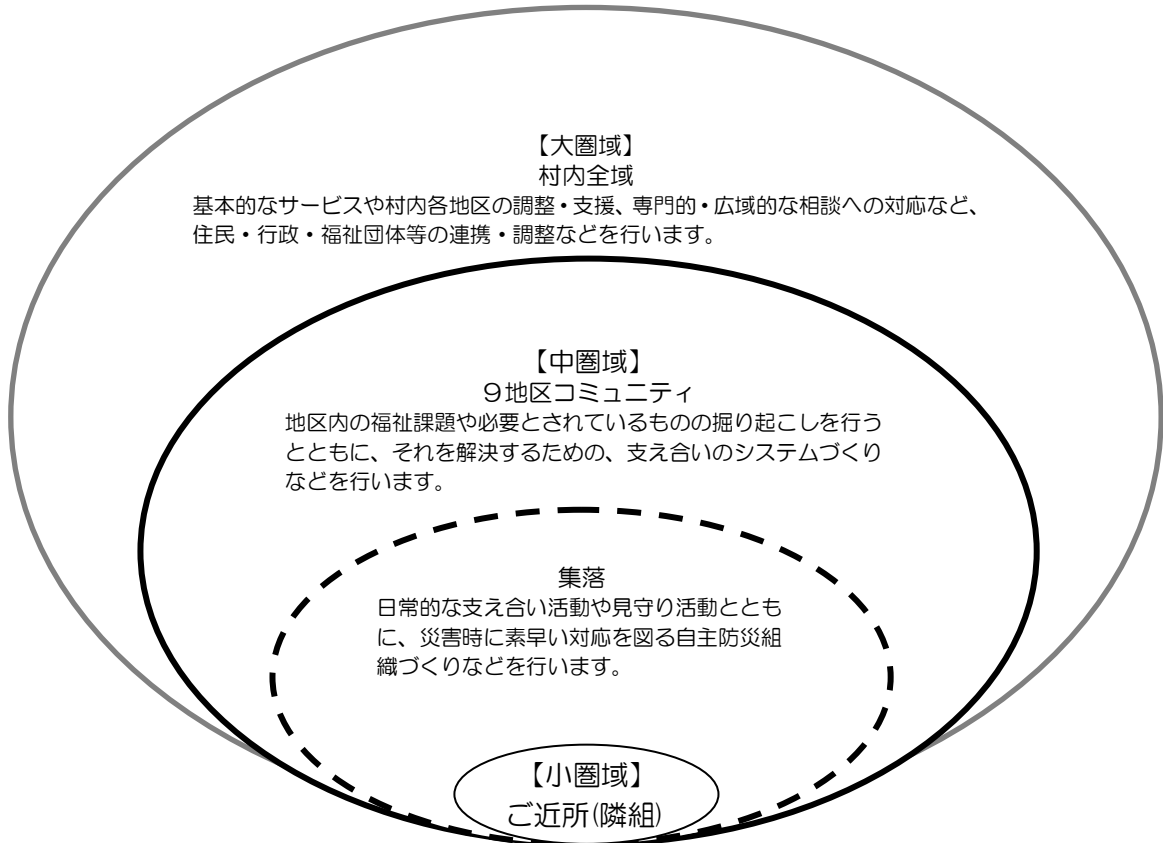 【大圏域】
村内全域
基本的なサービスや村内各地区の調整・支援、専門的・広域的な相談への対応など、
住民・行政・福祉団体等の連携・調整などを行います。
【中圏域】
９地区コミュニティ
地区内の福祉課題や必要とされているものの掘り起こしを行う
とともに、それを解決するための、支え合いのシステムづくり
などを行います。
集落
日常的な支え合い活動や見守り活動ととも
に、災害時に素早い対応を図る自主防災組
織づくりなどを行います。
【小圏域】
ご近所(隣組)